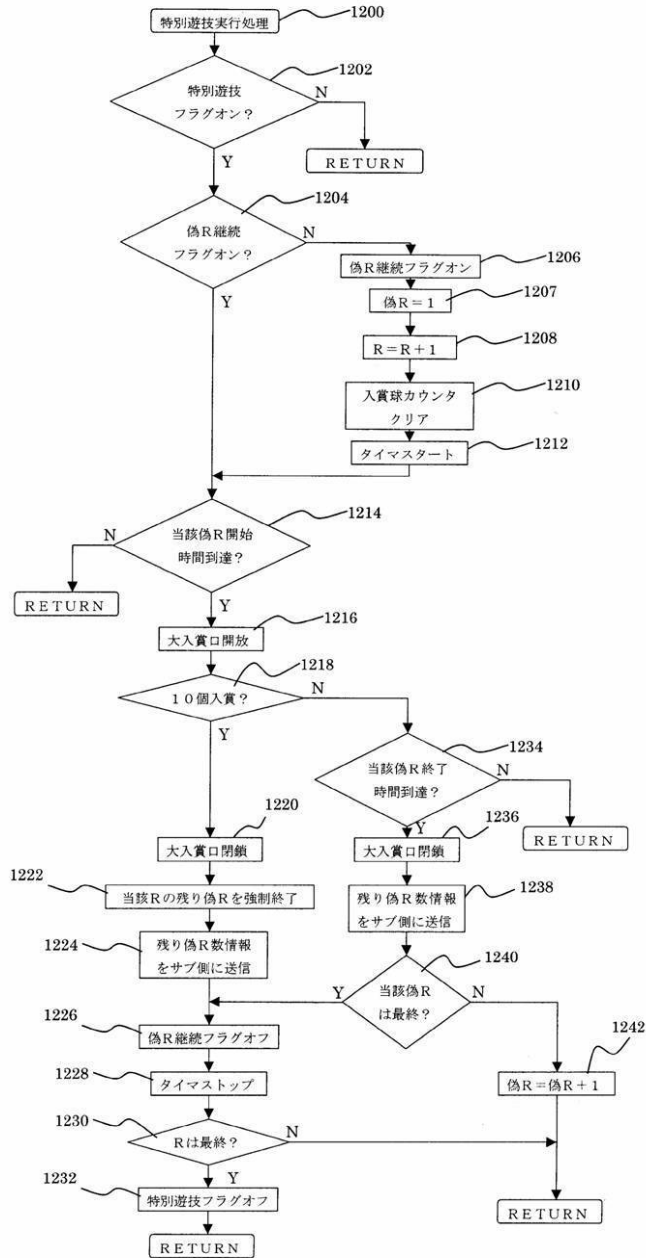 特別遊技実行処理
1200
1202
特別遊技
フラグオン？
N
RETURN
Y
1204
偽R継続
フラグオン？
N
Y
偽R継続フラグオン
1206
偽R＝1
1207
R＝R＋1
1208
入賞球カウンタ
クリア
1210
タイマスタート
1212
1214
当該偽R開始
時間到達？
N
RETURN
Y
大入賞口開放
1216
1218
10個入賞？
N
Y
1234
当該偽R終了
時間到達？
N
RETURN
Y
1220
大入賞口閉鎖
1236
大入賞口閉鎖
1222
当該Rの残り偽Rを強制終了
1238
残り偽R数情報
をサブ側に送信
1224
残り偽R数情報
をサブ側に送信
1240
当該偽R
は最終？
Y
N
1226
偽R継続フラグオフ
1242
偽R＝偽R＋1
1228
タイマストップ
1230
Rは最終？
N
Y
1232
特別遊技フラグオフ
RETURN
RETURN